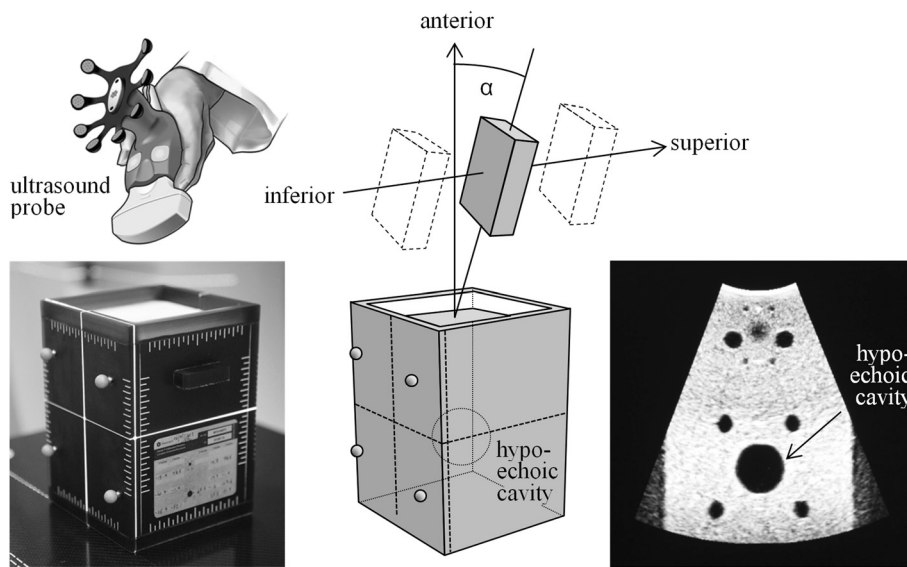 anterior
α
superior
ultrasound
probe
inferior
hypo-
echoic
cavity
hypo-
echoic
cavity